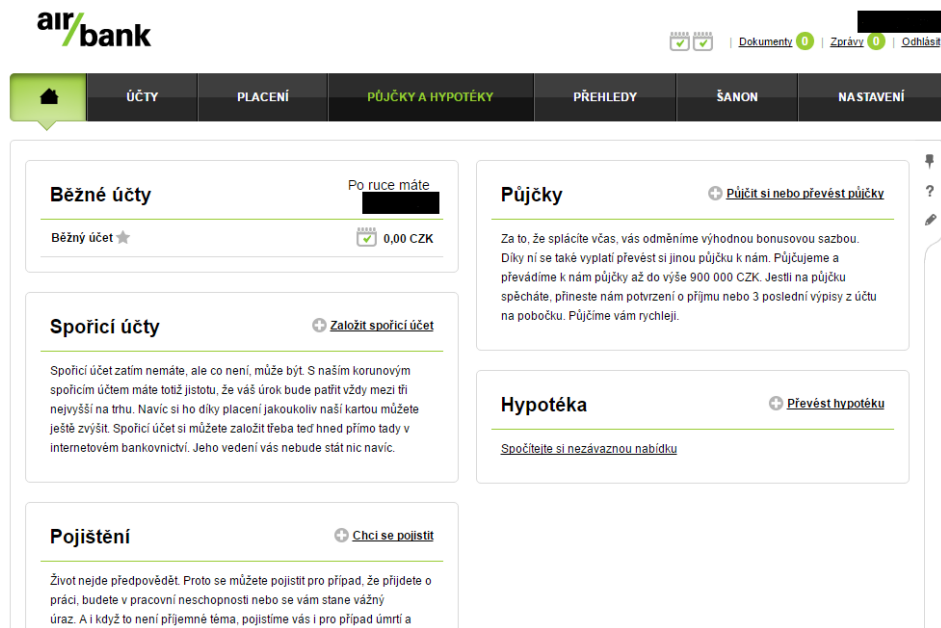 air bank
Dokumenty 0 | Zprávy 0 | Odhlásit
ÚČTY
PLACENÍ
PŮJČKY A HYPOTÉKY
PŘEHLEDY
ŠANON
NASTAVENÍ
Běžné účty
Po ruce máte
Běžný účet
0,00 CZK
Spořicí účty
Založit spořicí účet
Spořicí účet zatím nemáte, ale co není, může být. S naším korunovým
spořicím účtem máte totiž jistotu, že váš úrok bude patřit vždy mezi tři
nejvyšší na trhu. Navíc si ho díky placení jakoukoliv naší kartou můžete
ještě zvýšit. Spořicí účet si můžete založit třeba teď hned přímo tady v
internetovém bankovnictví. Jeho vedení vás nebude stát nic navíc.
Pojištění
Chci se pojistit
Život nejde předpovědět. Proto se můžete pojistit pro případ, že přijdete o
práci, budete v pracovní neschopnosti nebo se vám stane vážný
úraz. A i když to není příjemné téma, pojistíme vás i pro případ úmrtí a
Půjčky
Půjčit si nebo převést půjčky
Za to, že splácíte včas, vás odměníme výhodnou bonusovou sazbou.
Díky ní se také vyplatí převést si jinou půjčku k nám. Půjčujeme a
převádíme k nám půjčky až do výše 900 000 CZK. Jestli na půjčku
spěcháte, přineste nám potvrzení o příjmu nebo 3 poslední výpisy z účtu
na pobočku. Půjčíme vám rychleji.
Hypotéka
Převést hypotéku
Spočítejte si nezávaznou nabídku
?